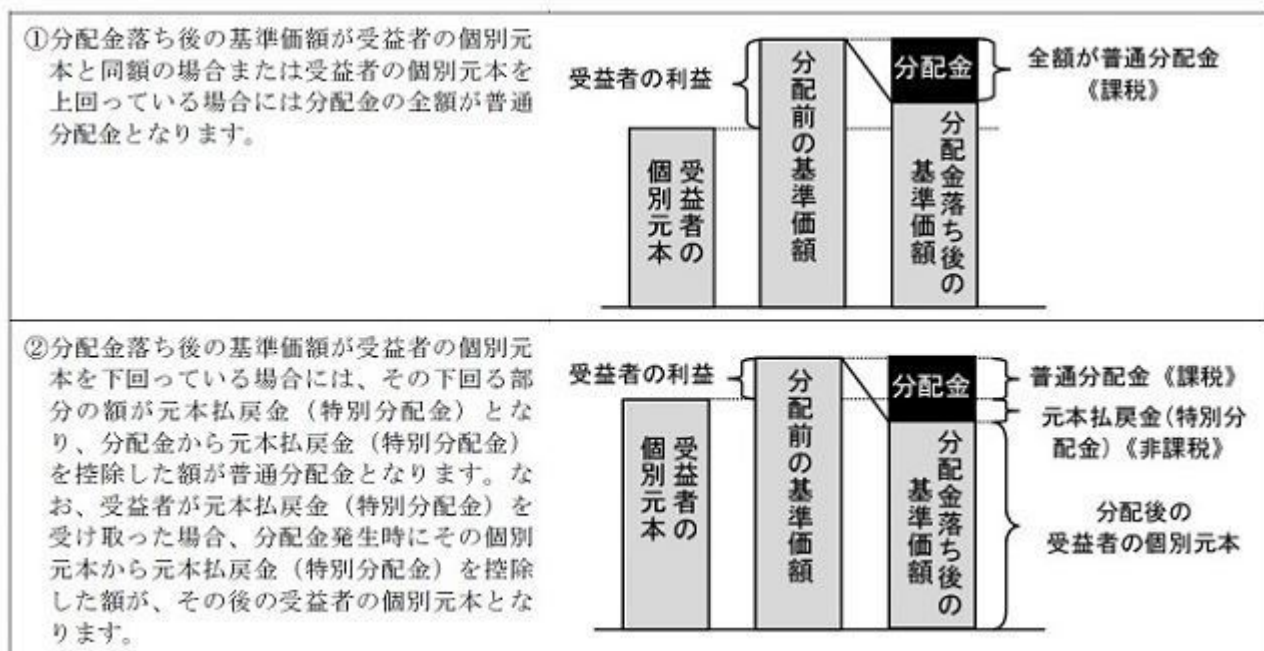 ①分配金落ち後の基準価額が受益者の個別元
本と同額の場合または受益者の個別元本を
上回っている場合には分配金の全額が普通
分配金となります。
受益者の利益
受益者の
個別元本
分配前の基準価額
分配金
分配金落ち後の
基準価額
全額が普通分配金
《課税》
②分配金落ち後の基準価額が受益者の個別元
本を下回っている場合には、その下回る部
分の額が元本払戻金（特別分配金）とな
り、分配金から元本払戻金（特別分配金）
を控除した額が普通分配金となります。な
お、受益者が元本払戻金（特別分配金）を
受け取った場合、分配金発生時にその個別
元本から元本払戻金（特別分配金）を控除
した額が、その後の受益者の個別元本とな
ります。
受益者の利益
受益者の
個別元本
分配前の基準価額
分配金
分配金落ち後の
基準価額
普通分配金《課税》
元本払戻金(特別分
配金)《非課税》
分配後の
受益者の個別元本